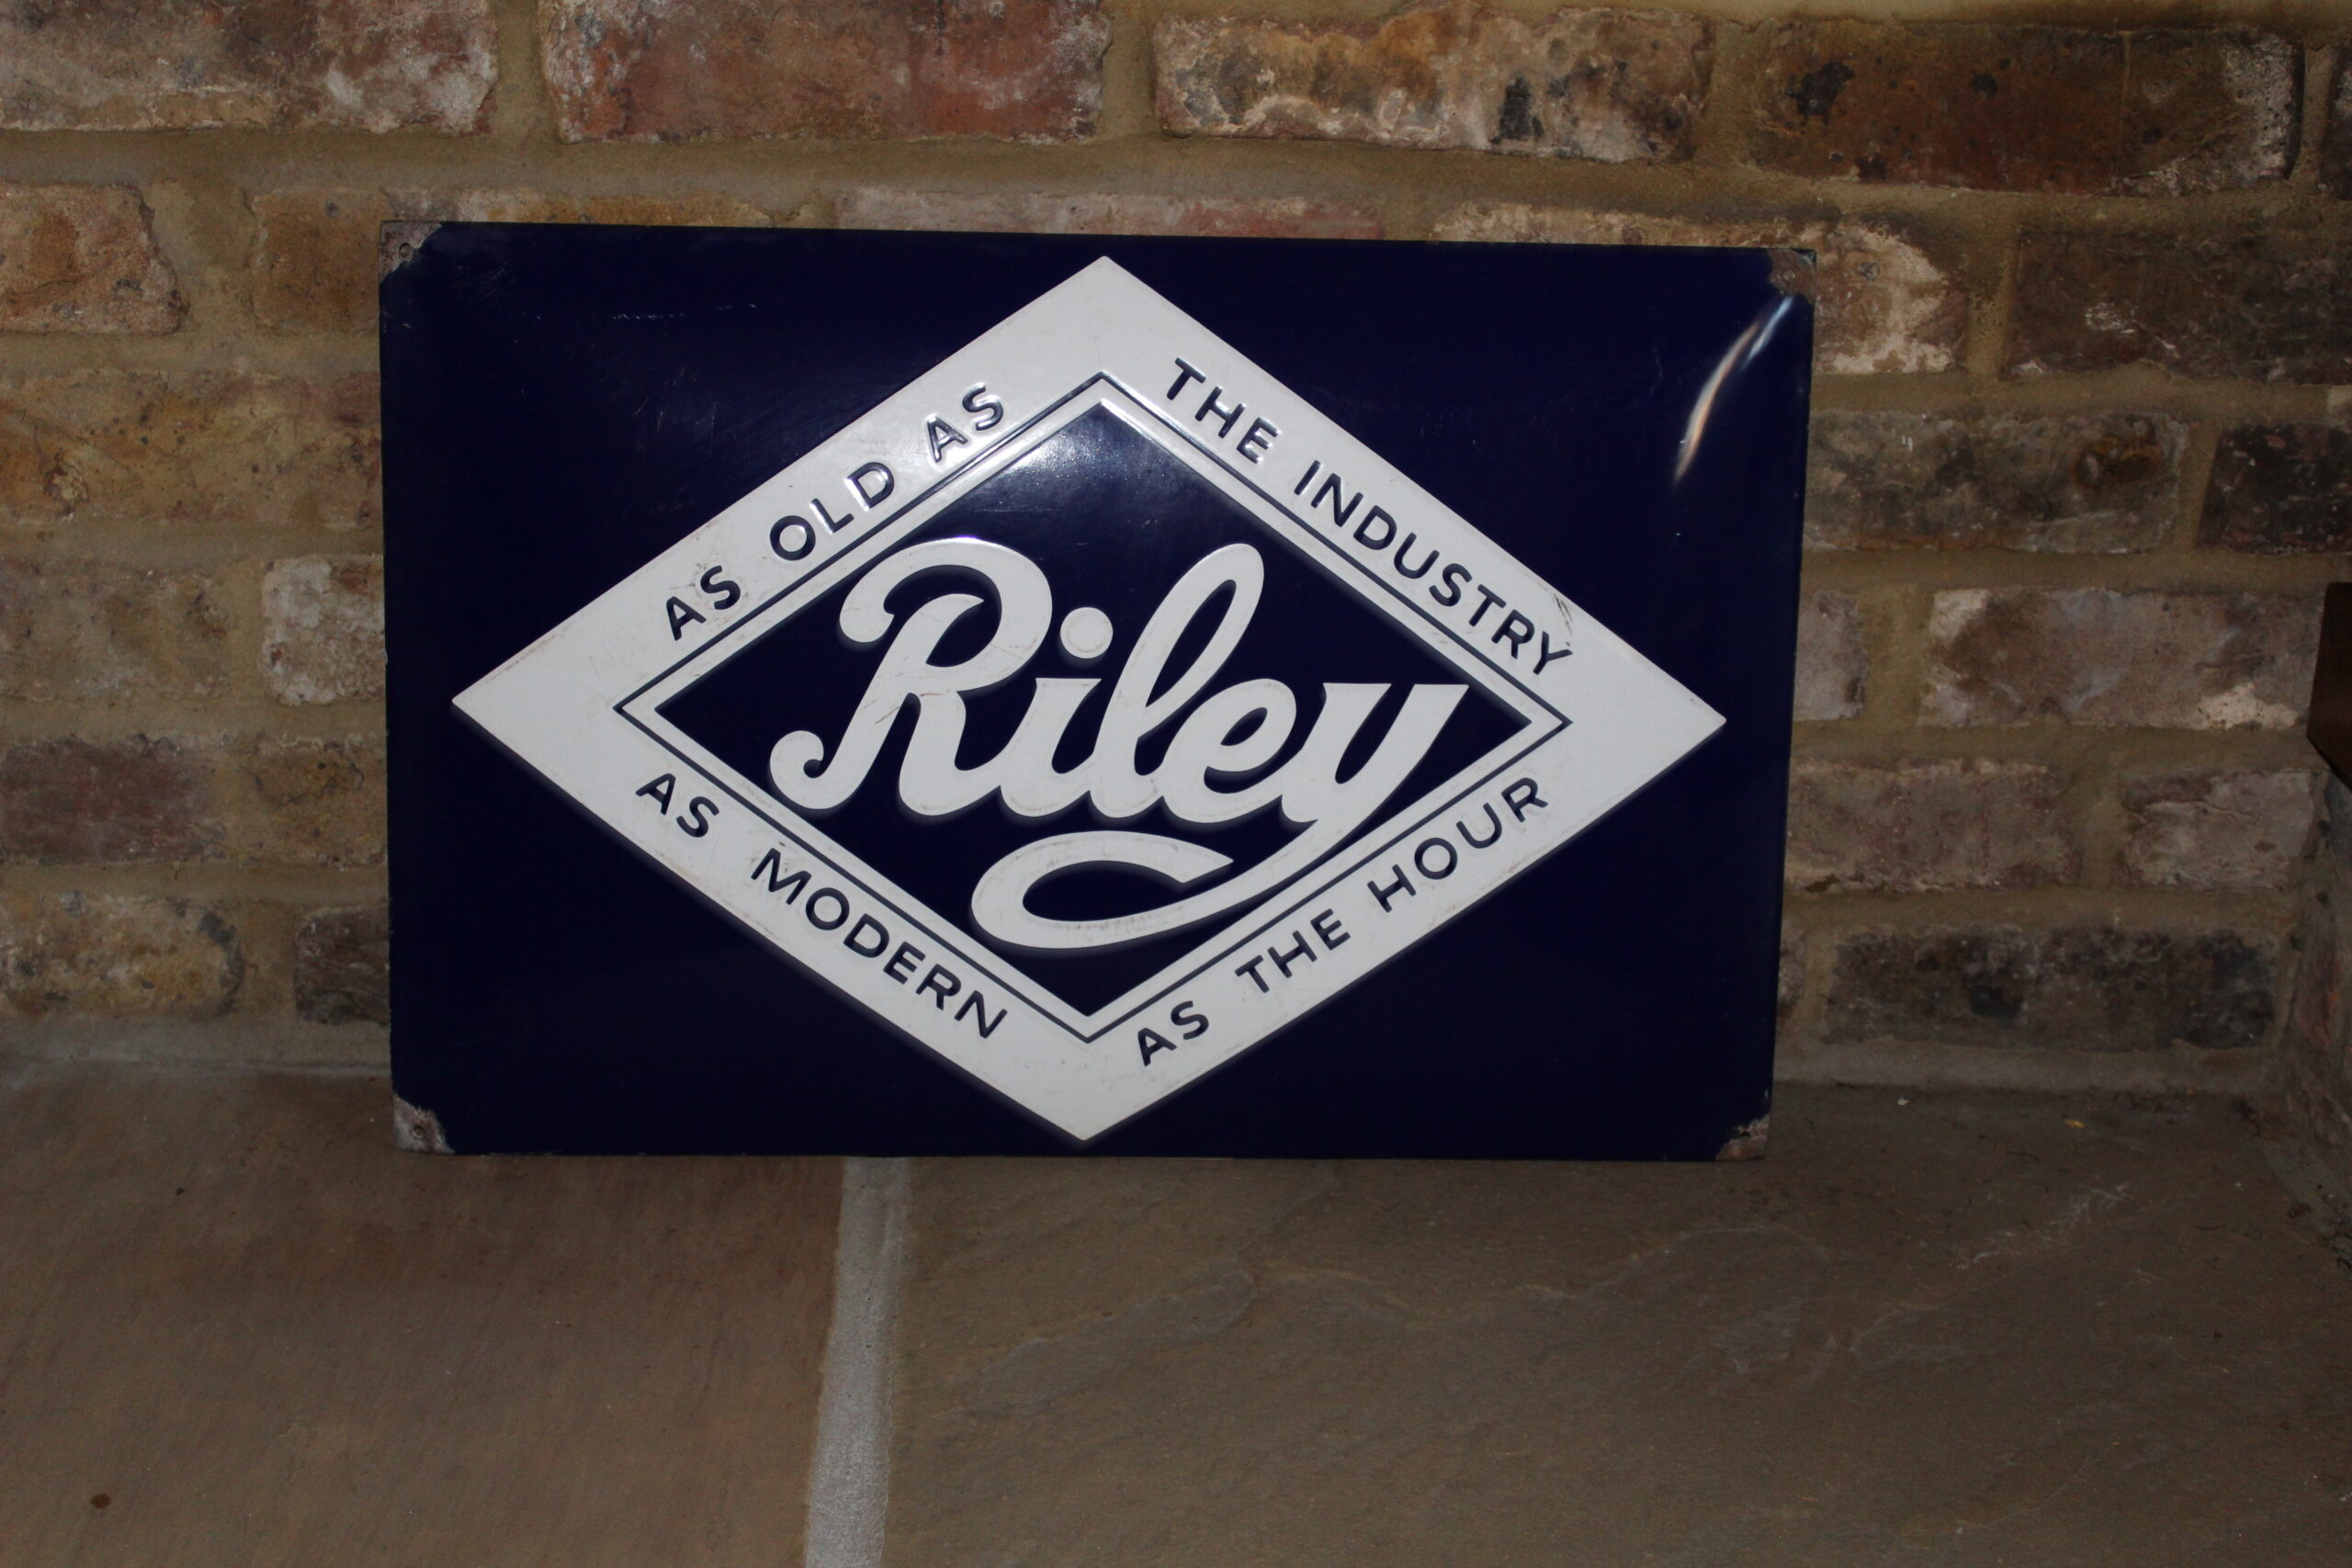 AS OLD AS
THE INDUSTRY
Riley
AS MODERN
AS THE HOUR